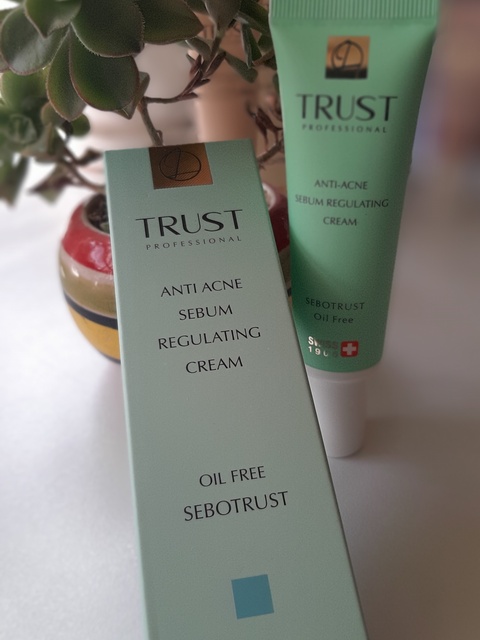 TRUST
PROFESSIONAL
ANTI ACNE
SEBUM
REGULATING
CREAM
OIL FREE
SEBOTRUST
TRUST
PROFESSIONAL
ANTI-ACNE
SEBUM REGULATING
CREAM
SEBOTRUST
Oil Free